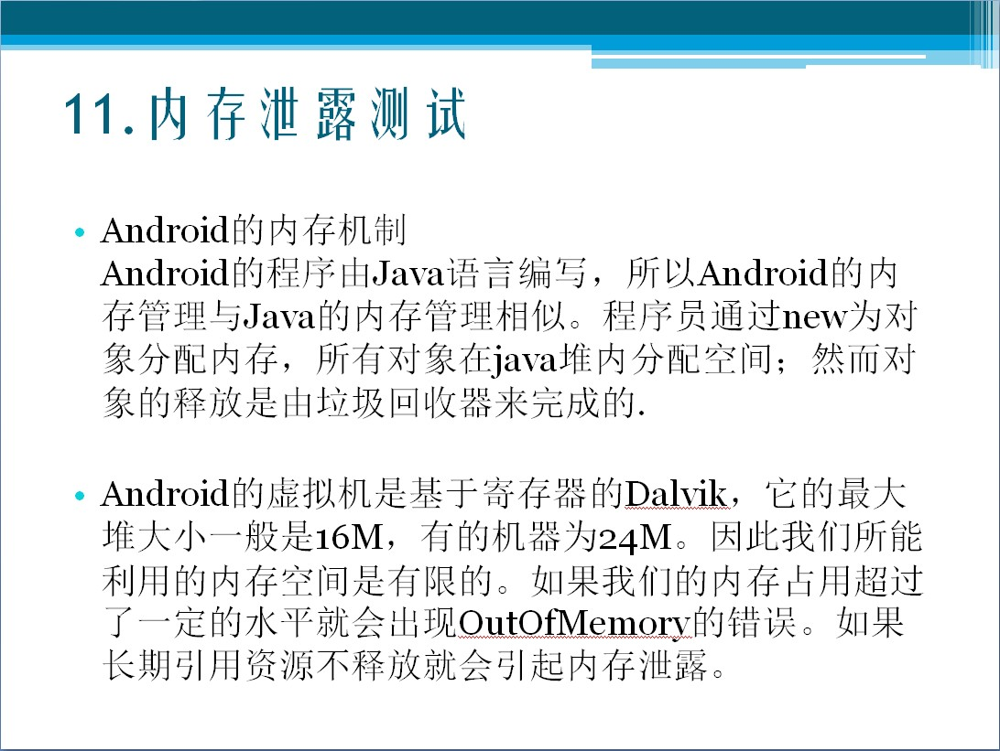 11.内存泄露测试
• Android的内存机制
Android的程序由Java语言编写，所以Android的内
存管理与Java的内存管理相似。程序员通过new为对
象分配内存，所有对象在java堆内分配空间；然而对
象的释放是由垃圾回收器来完成的.
• Android的虚拟机是基于寄存器的Dalvik，它的最大
堆大小一般是16M，有的机器为24M。因此我们所能
利用的内存空间是有限的。如果我们的内存占用超过
了一定的水平就会出现OutOfMemory的错误。如果
长期引用资源不释放就会引起内存泄露。